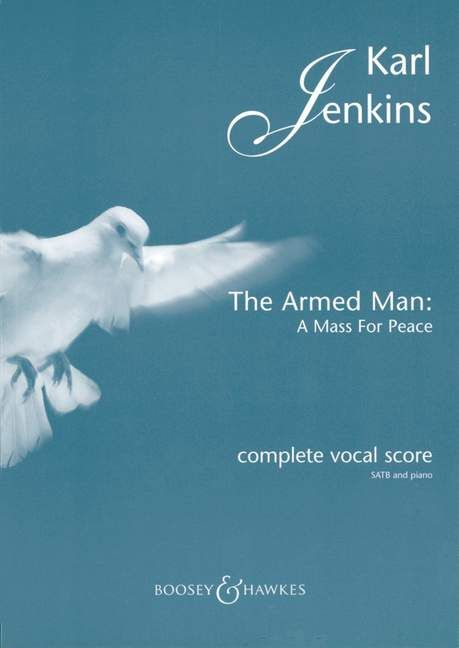 Karl
Jenkins
The Armed Man:
A Mass For Peace
complete vocal score
SATB and piano
BOOSEY & HAWKES